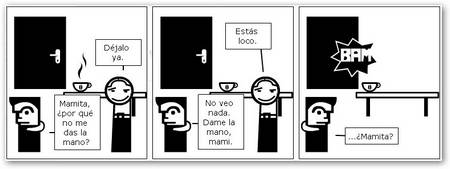 Déjalo
ya.
Mamita,
¿por qué
no me
das la
mano?
Estás
loco.
No veo
nada.
Dame la
mano,
mami.
BAM
...¿Mamita?